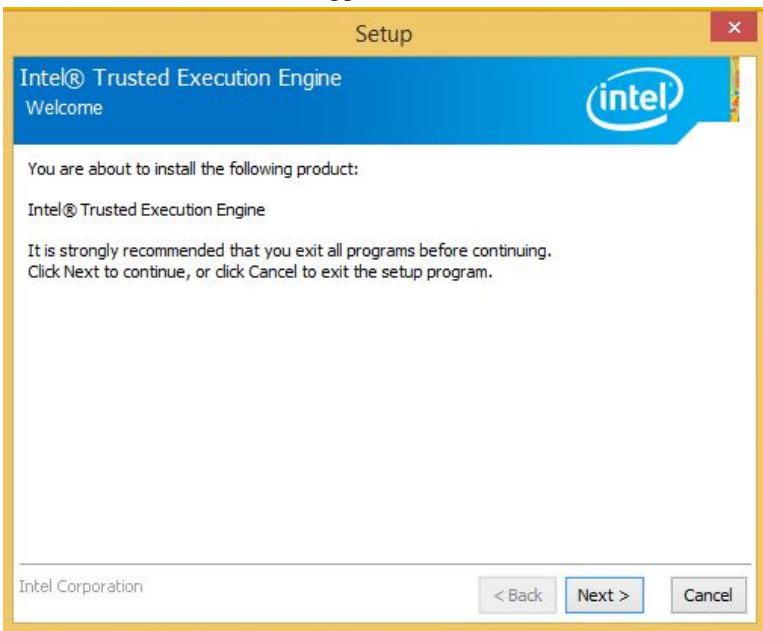 Setup
Intel® Trusted Execution Engine
Welcome
intel
You are about to install the following product:
Intel® Trusted Execution Engine
It is strongly recommended that you exit all programs before continuing.
Click Next to continue, or click Cancel to exit the setup program.
Intel Corporation
< Back Next > Cancel